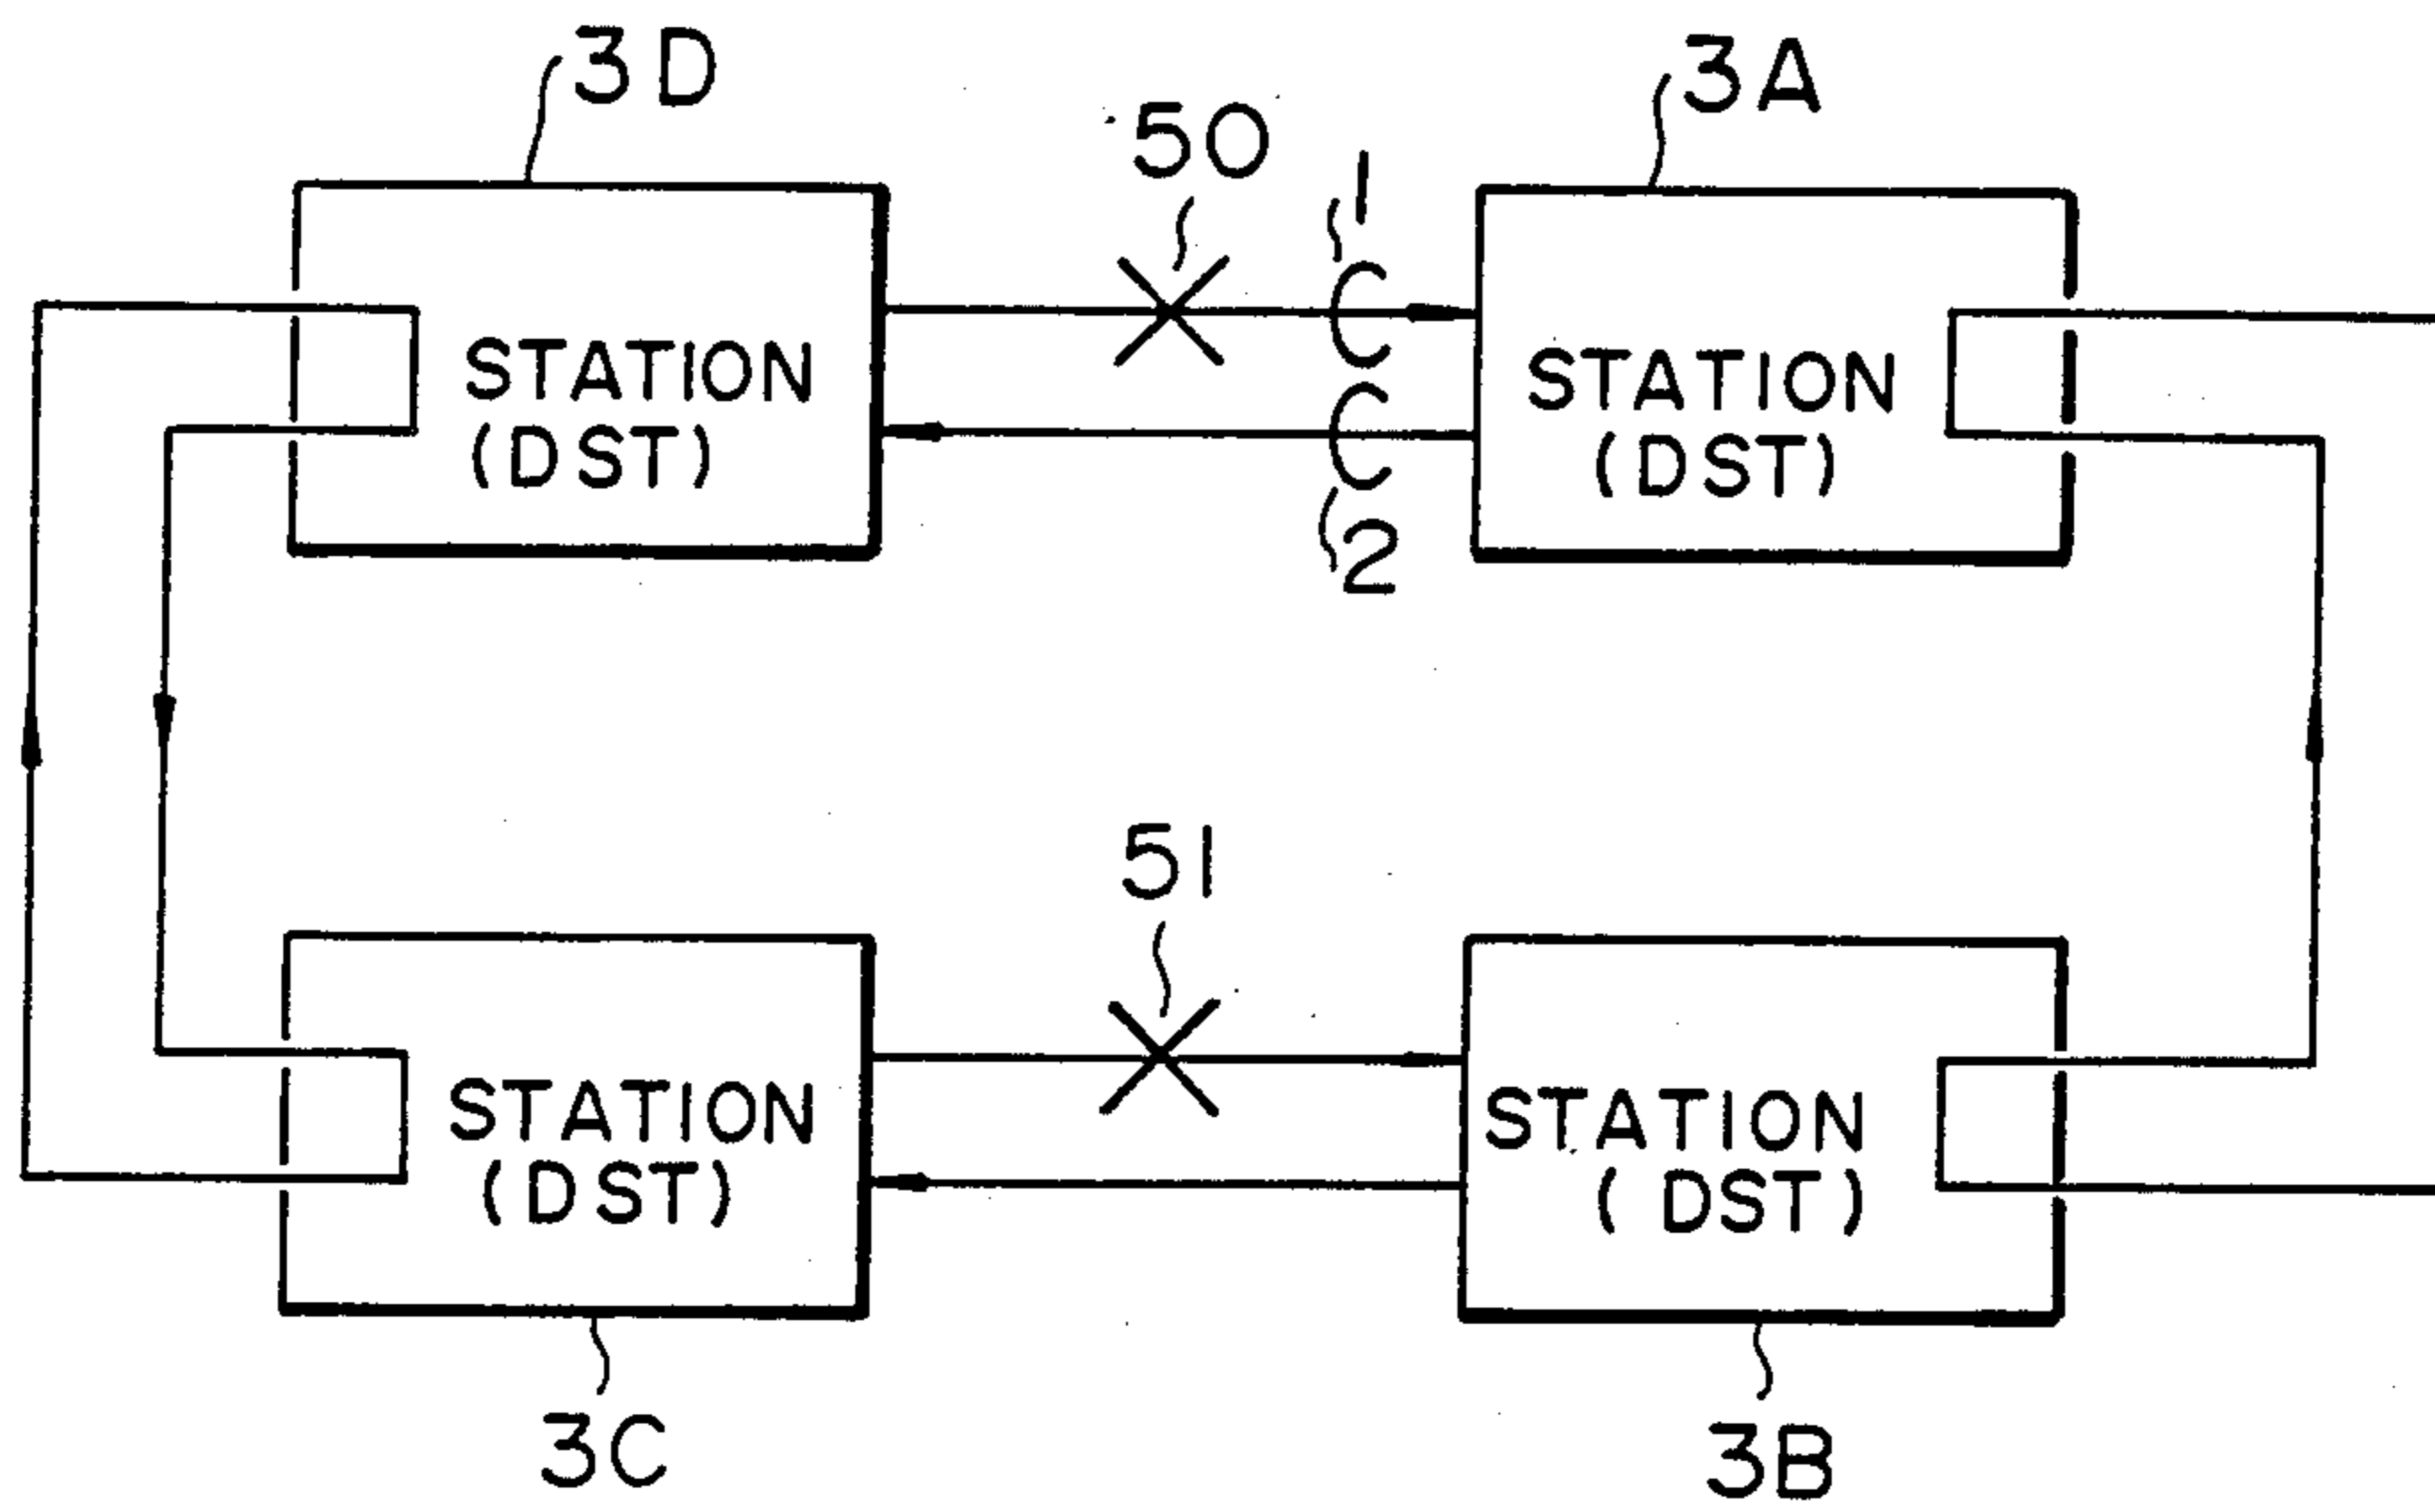 3D
3A
50
1
STATION
(DST)
STATION
(DST)
2
51
STATION
(DST)
STATION
(DST)
3C
3B